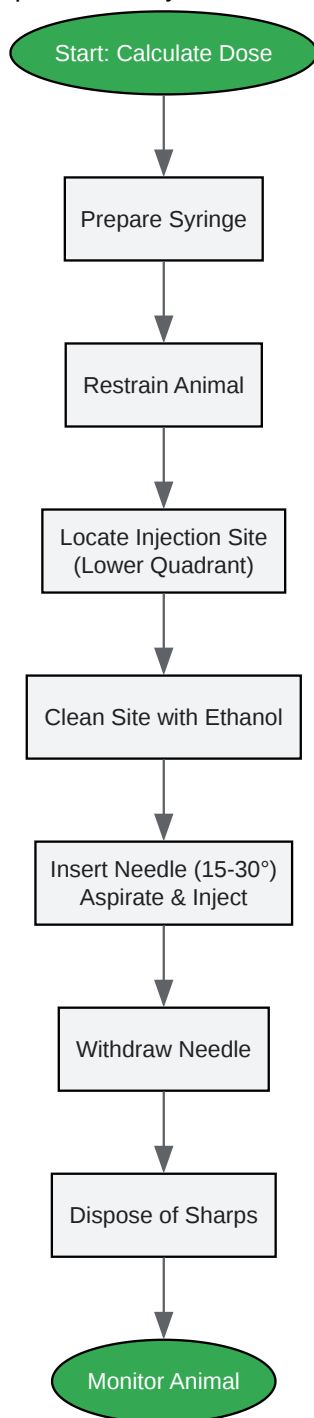 Start: Calculate Dose
Prepare Syringe
Restrain Animal
Locate Injection Site
(Lower Quadrant)
Clean Site with Ethanol
Insert Needle (15-30°)
Aspirate & Inject
Withdraw Needle
Dispose of Sharps
Monitor Animal